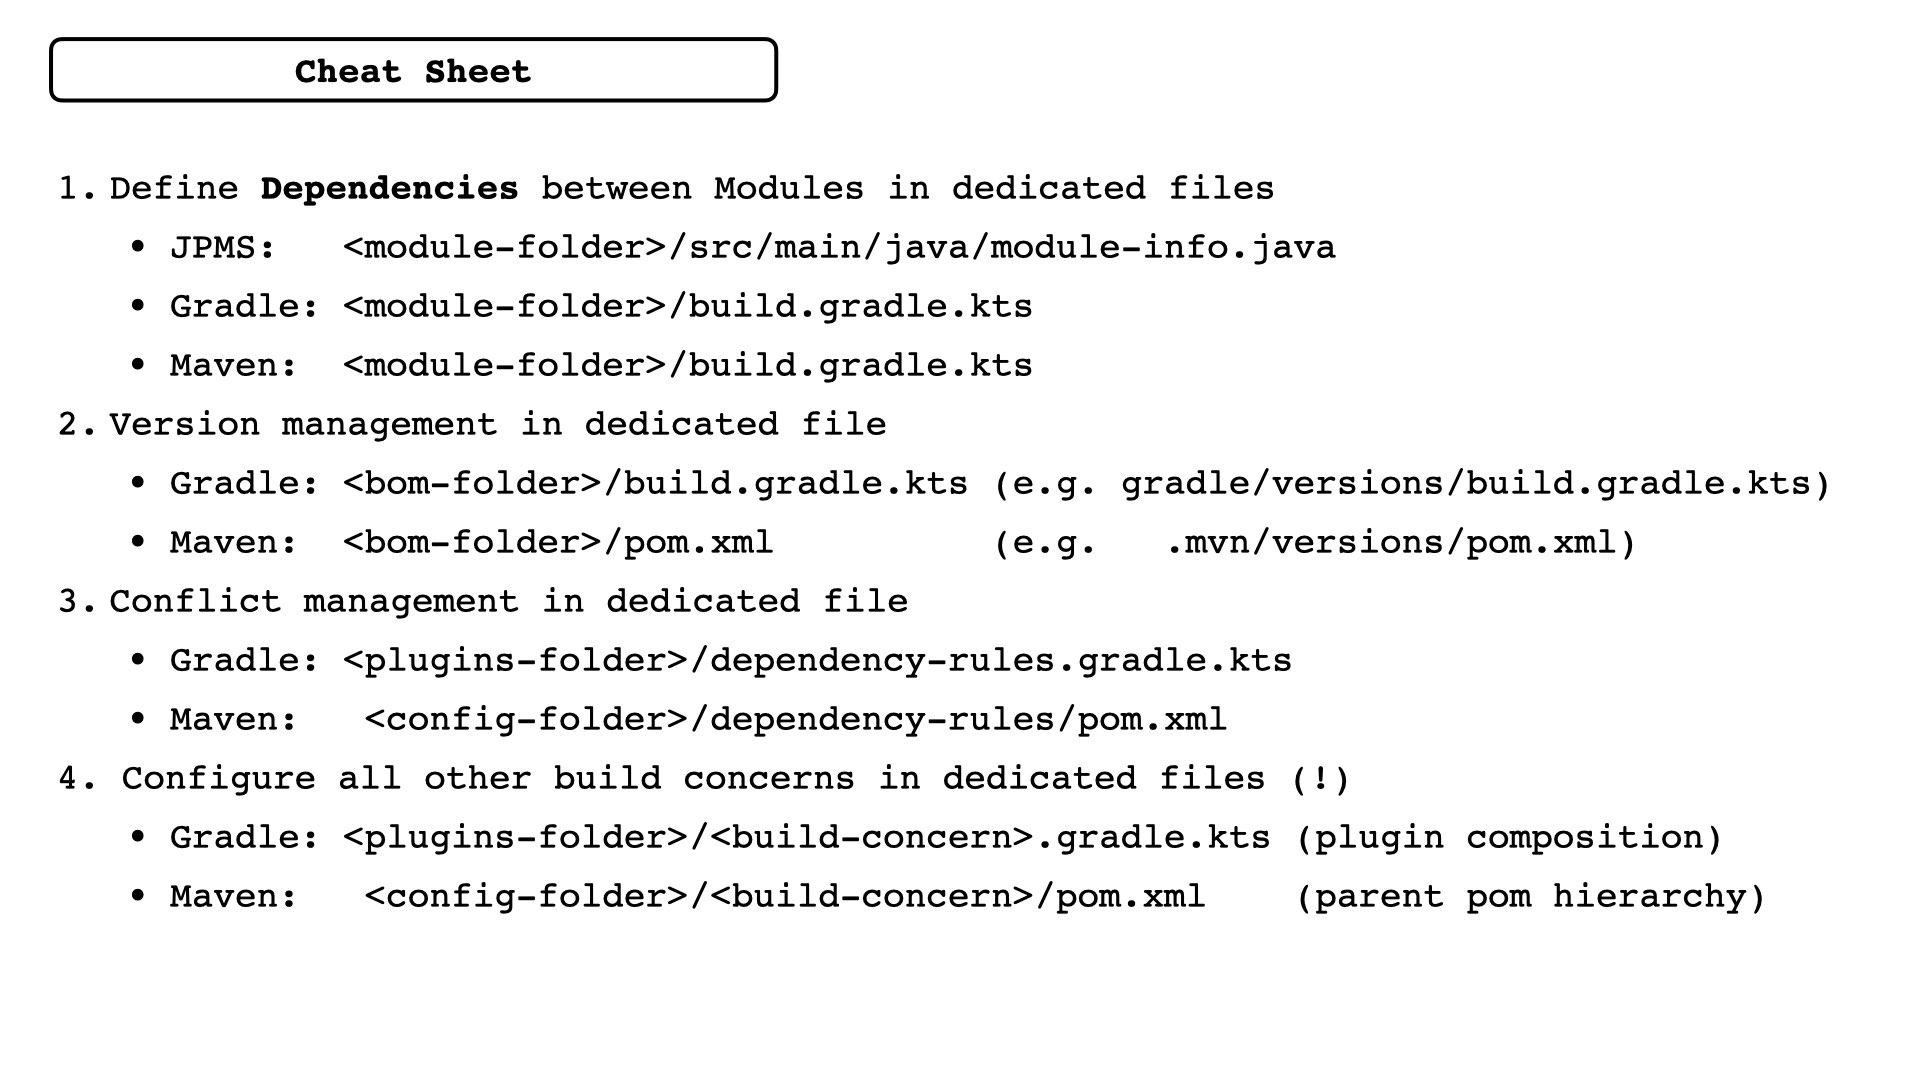 Cheat Sheet
1. Define Dependencies between Modules in dedicated files
• JPMS:   <module-folder>/src/main/java/module-info.java
• Gradle: <module-folder>/build.gradle.kts
• Maven:  <module-folder>/build.gradle.kts
2. Version management in dedicated file
• Gradle: <bom-folder>/build.gradle.kts (e.g. gradle/versions/build.gradle.kts)
• Maven:  <bom-folder>/pom.xml          (e.g.   .mvn/versions/pom.xml)
3. Conflict management in dedicated file
• Gradle: <plugins-folder>/dependency-rules.gradle.kts
• Maven:   <config-folder>/dependency-rules/pom.xml
4. Configure all other build concerns in dedicated files (!)
• Gradle: <plugins-folder>/<build-concern>.gradle.kts (plugin composition)
• Maven:   <config-folder>/<build-concern>/pom.xml    (parent pom hierarchy)